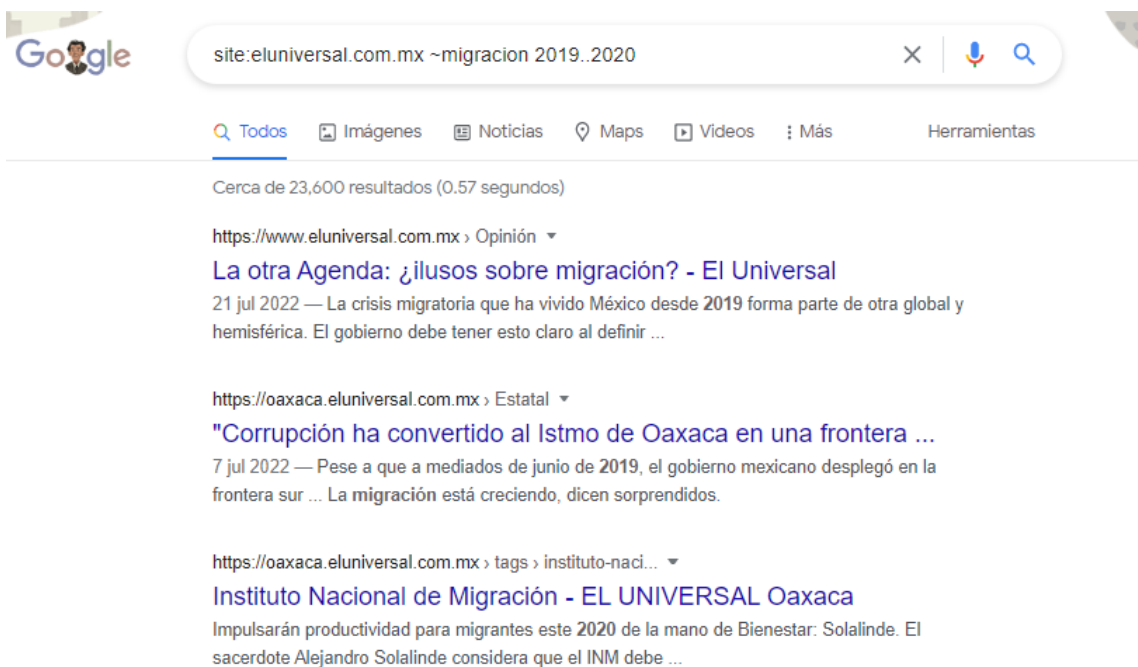 Google
site:eluniversal.com.mx ~migracion 2019..2020
Todos Imágenes Noticias Maps Videos Más Herramientas
Cerca de 23,600 resultados (0.57 segundos)
https://www.eluniversal.com.mx › Opinión
La otra Agenda: ¿ilusos sobre migración? - El Universal
21 jul 2022 — La crisis migratoria que ha vivido México desde 2019 forma parte de otra global y
hemisférica. El gobierno debe tener esto claro al definir ...
https://oaxaca.eluniversal.com.mx › Estatal
"Corrupción ha convertido al Istmo de Oaxaca en una frontera ...
7 jul 2022 — Pese a que a mediados de junio de 2019, el gobierno mexicano desplegó en la
frontera sur ... La migración está creciendo, dicen sorprendidos.
https://oaxaca.eluniversal.com.mx › tags › instituto-naci...
Instituto Nacional de Migración - EL UNIVERSAL Oaxaca
Impulsarán productividad para migrantes este 2020 de la mano de Bienestar: Solalinde. El
sacerdote Alejandro Solalinde considera que el INM debe ...